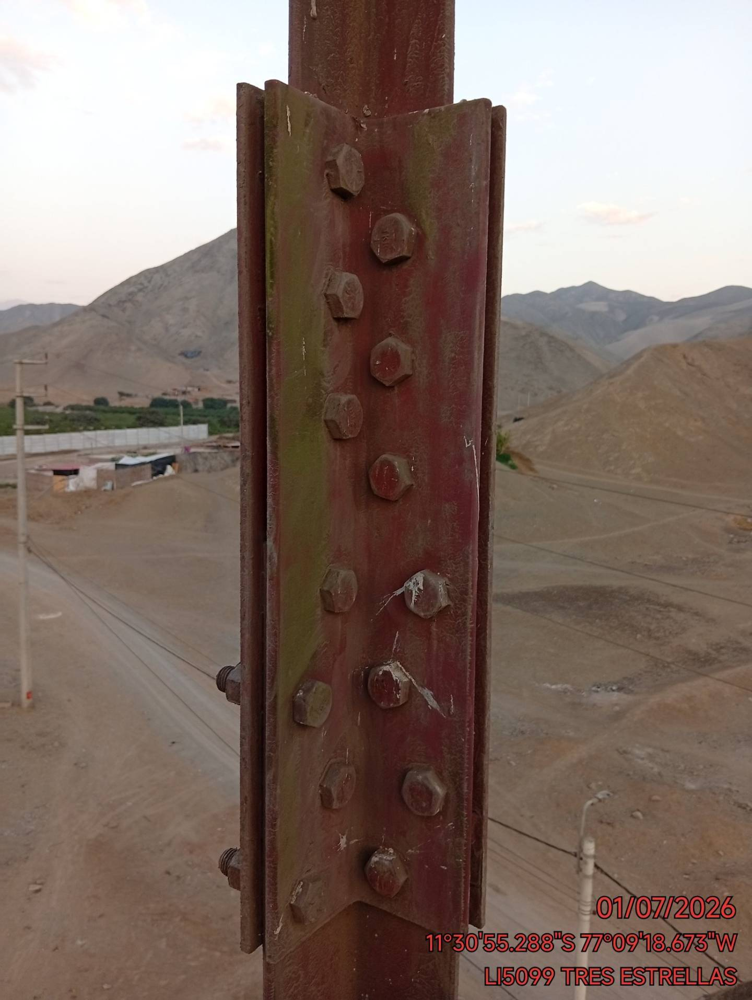 01/07/2026
11°30'55.288"S 77°09'18.673"W
LI5099 TRES ESTRELLAS